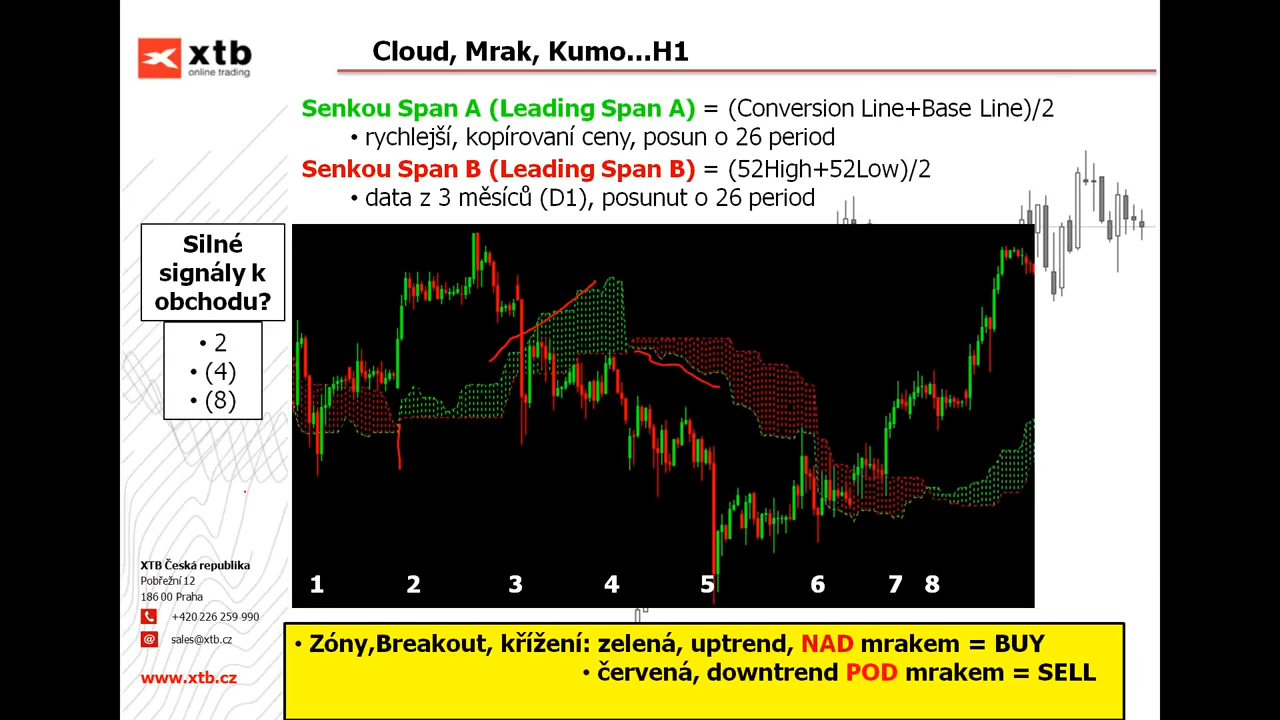 xtb
online trading
Cloud, Mrak, Kumo...H1
Senkou Span A (Leading Span A) = (Conversion Line+Base Line)/2
• rychlejší, kopírovaní ceny, posun o 26 period
Senkou Span B (Leading Span B) = (52High+52Low)/2
• data z 3 měsíců (D1), posunut o 26 period
Silné
signály k
obchodu?
• 2
• (4)
• (8)
1 2 3 4 5 6 7 8
XTB Česká republika
Pobřežní 12
186 00 Praha
+420 226 259 990
@ sales@xtb.cz
www.xtb.cz
• Zóny,Breakout, křížení: zelená, uptrend, NAD mrakem = BUY
• červená, downtrend POD mrakem = SELL